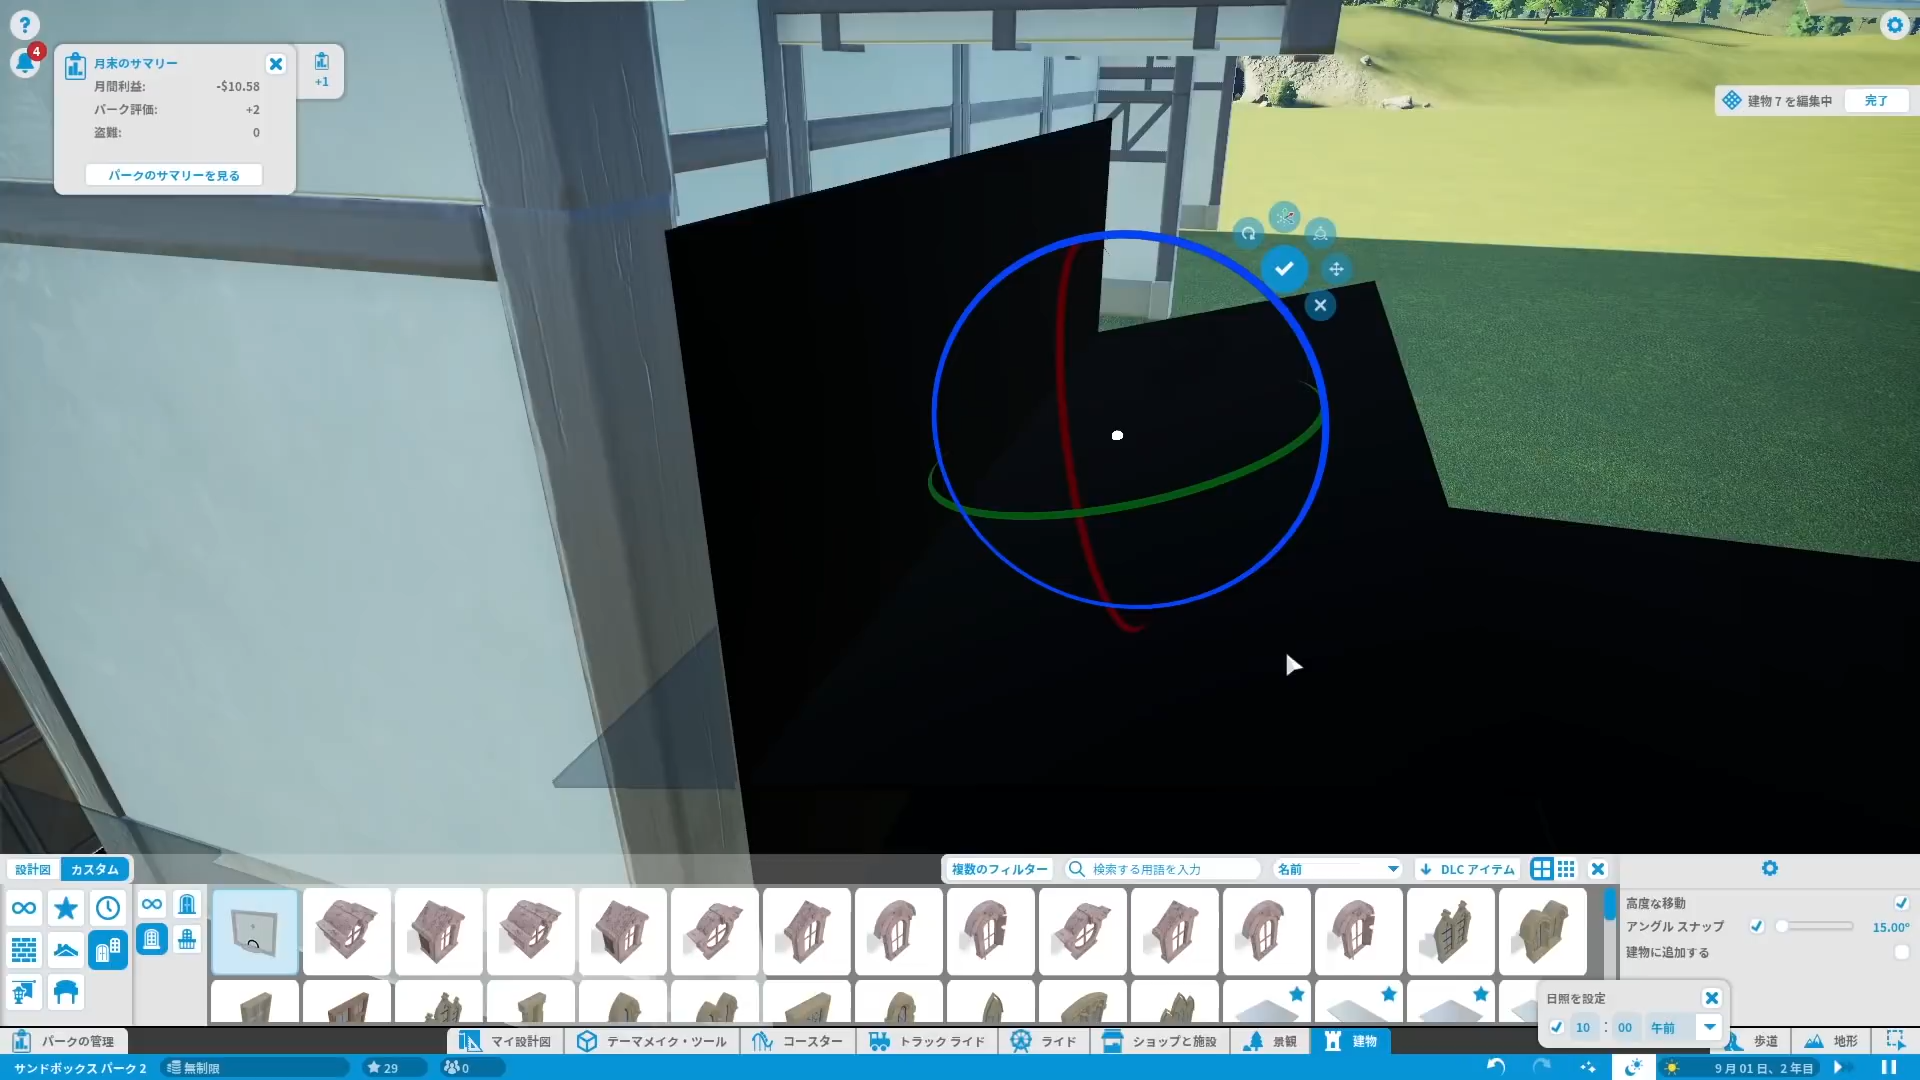 ?
4
月末のサマリー
月間利益: -$10.58
パーク評価: +2
盗難: 0
パークのサマリーを見る
+1
建物 7 を編集中
完了
設計図
カスタム
複数のフィルター
検索する用語を入力
名前
DLC アイテム
高度な移動
アングル スナップ
15.00°
建物に追加する
日照を設定
10 : 00 午前
パークの管理
マイ設計図
テーマメイク・ツール
コースター
トラック ライド
ライド
ショップと施設
景観
建物
歩道
地形
サンドボックス パーク 2
無制限
29
0
9 月 01 日、2 年目